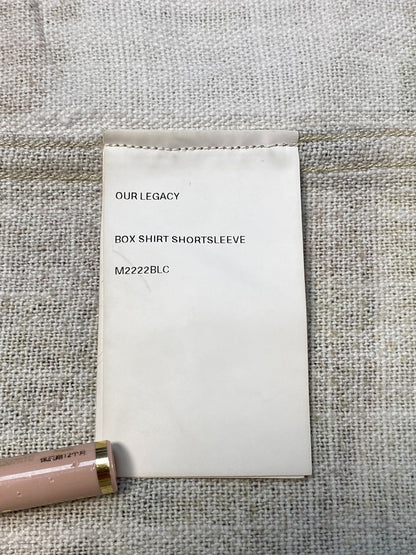 OUR LEGACY
BOX SHIRT SHORTSLEEVE
M2222BLC